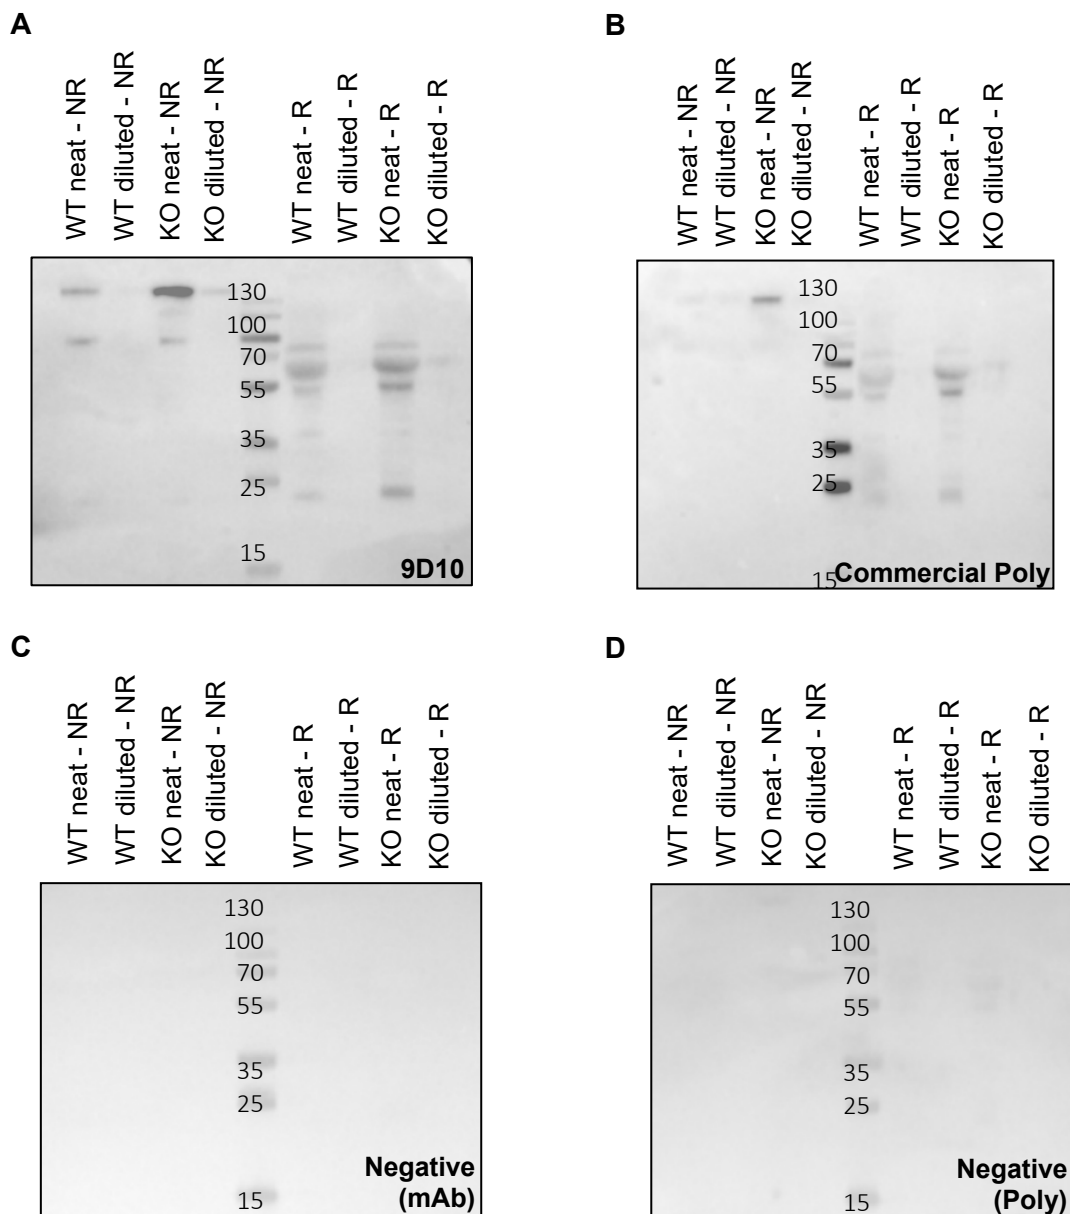 A
WT neat - NR
WT diluted - NR
KO neat - NR
KO diluted - NR
WT neat - R
WT diluted - R
KO neat - R
KO diluted - R
130
100
70
55
35
25
15
9D10
B
WT neat - NR
WT diluted - NR
KO neat - NR
KO diluted - NR
WT neat - R
WT diluted - R
KO neat - R
KO diluted - R
130
100
70
55
35
25
15
Commercial Poly
C
WT neat - NR
WT diluted - NR
KO neat - NR
KO diluted - NR
WT neat - R
WT diluted - R
KO neat - R
KO diluted - R
130
100
70
55
35
25
15
Negative
(mAb)
D
WT neat - NR
WT diluted - NR
KO neat - NR
KO diluted - NR
WT neat - R
WT diluted - R
KO neat - R
KO diluted - R
130
100
70
55
35
25
15
Negative
(Poly)